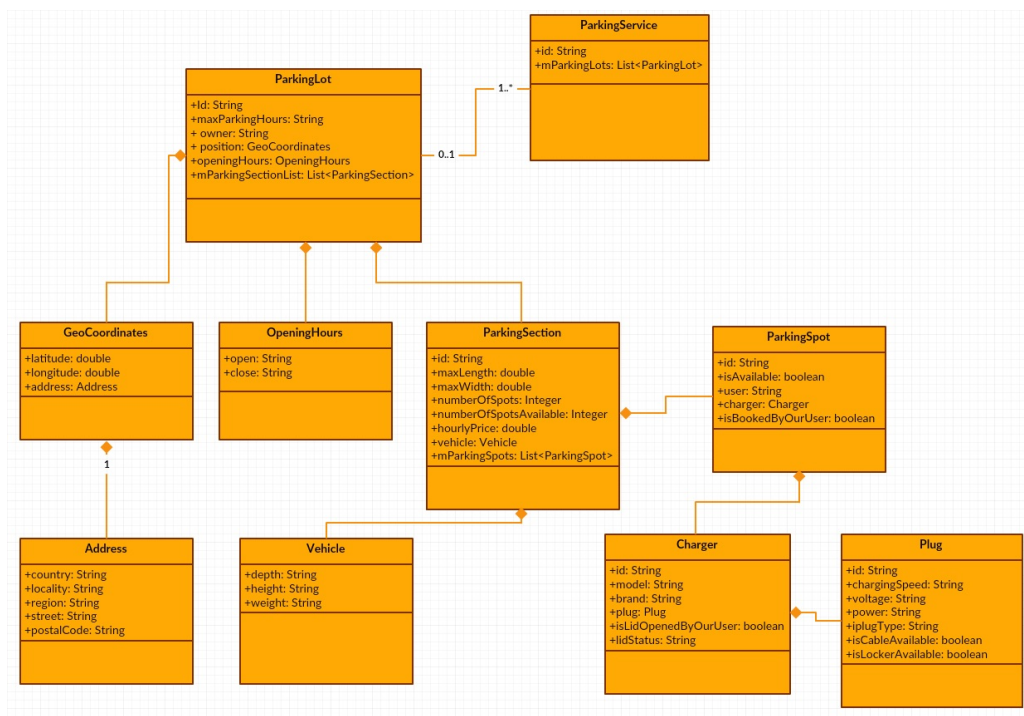 ParkingService
+id: String
+mParkingLots: List<ParkingLot>
1..*
ParkingLot
+Id: String
+maxParkingHours: String
+ owner: String
+ position: GeoCoordinates
+openingHours: OpeningHours
+mParkingSectionList: List<ParkingSection>
0..1
GeoCoordinates
+latitude: double
+longitude: double
+address: Address
1
OpeningHours
+open: String
+close: String
ParkingSection
+id: String
+maxLength: double
+maxWidth: double
+numberOfSpots: Integer
+numberOfSpotsAvailable: Integer
+hourlyPrice: double
+vehicle: Vehicle
+mParkingSpots: List<ParkingSpot>
ParkingSpot
+id: String
+isAvailable: boolean
+user: String
+charger: Charger
+isBookedByOurUser: boolean
Address
+country: String
+locality: String
+region: String
+street: String
+postalCode: String
Vehicle
+depth: String
+height: String
+weight: String
Charger
+id: String
+model: String
+brand: String
+plug: Plug
+isLidOpenedByOurUser: boolean
+lidStatus: String
Plug
+id: String
+chargingSpeed: String
+voltage: String
+power: String
+iplugType: String
+isCableAvailable: boolean
+isLockerAvailable: boolean